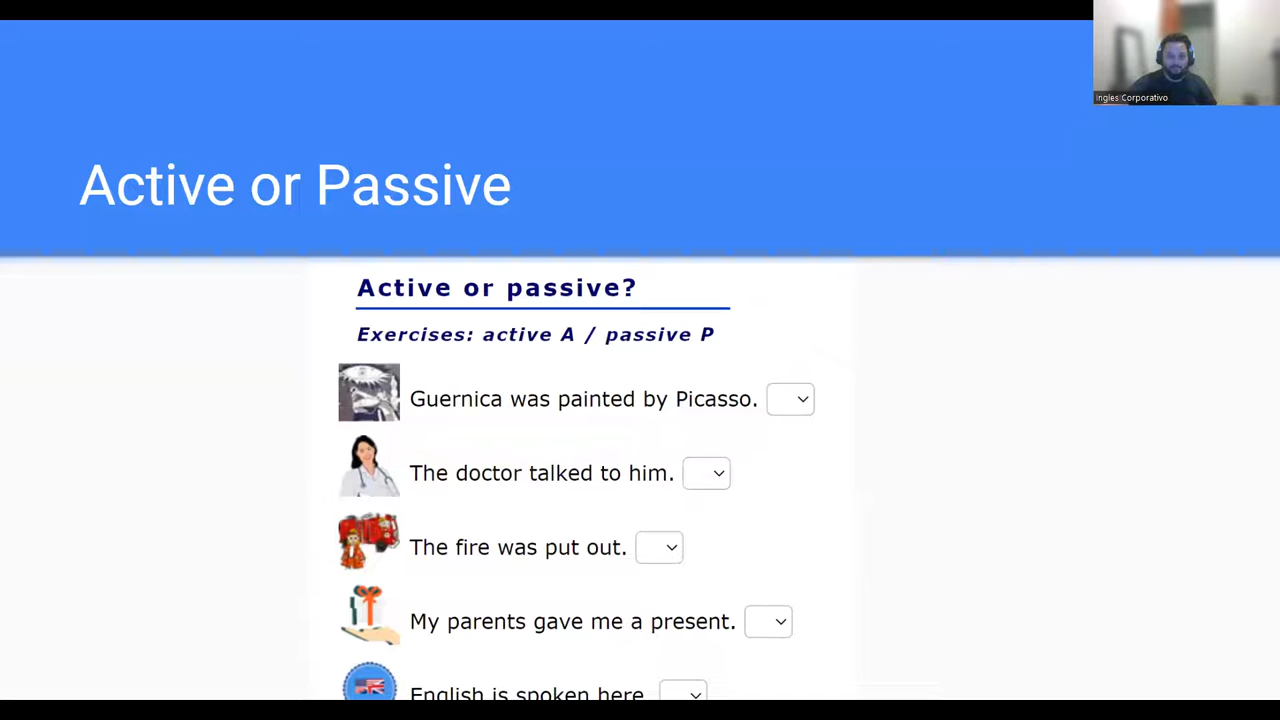 Ingles Corporativo
Active or Passive
Active or passive?
Exercises: active A / passive P
Guernica was painted by Picasso.
The doctor talked to him.
The fire was put out.
My parents gave me a present.
English is spoken here.